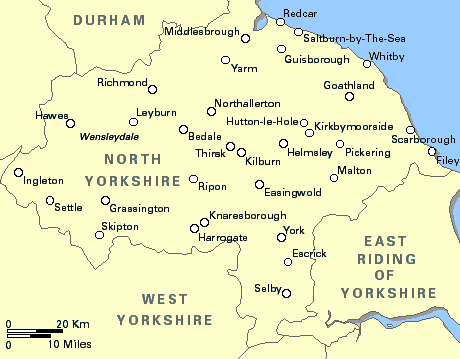 Redcar
DURHAM
Middlesbrough
Saltburn-by-The-Sea
Guisborough
Whitby
Yarm
Richmond
Goathland
Northallerton
Hawes
Leyburn
Hutton-le-Hole
Kirkbymoorside
Wensleydale
Bedale
Scarborough
Thirsk
Kilburn
Helmsley
Pickering
Filey
NORTH
YORKSHIRE
Ingleton
Ripon
Easingwold
Malton
Settle
Grassington
Knaresborough
Skipton
Harrogate
York
Escrick
EAST
RIDING
OF
YORKSHIRE
Selby
WEST
YORKSHIRE
0 20 Km
0 10 Miles